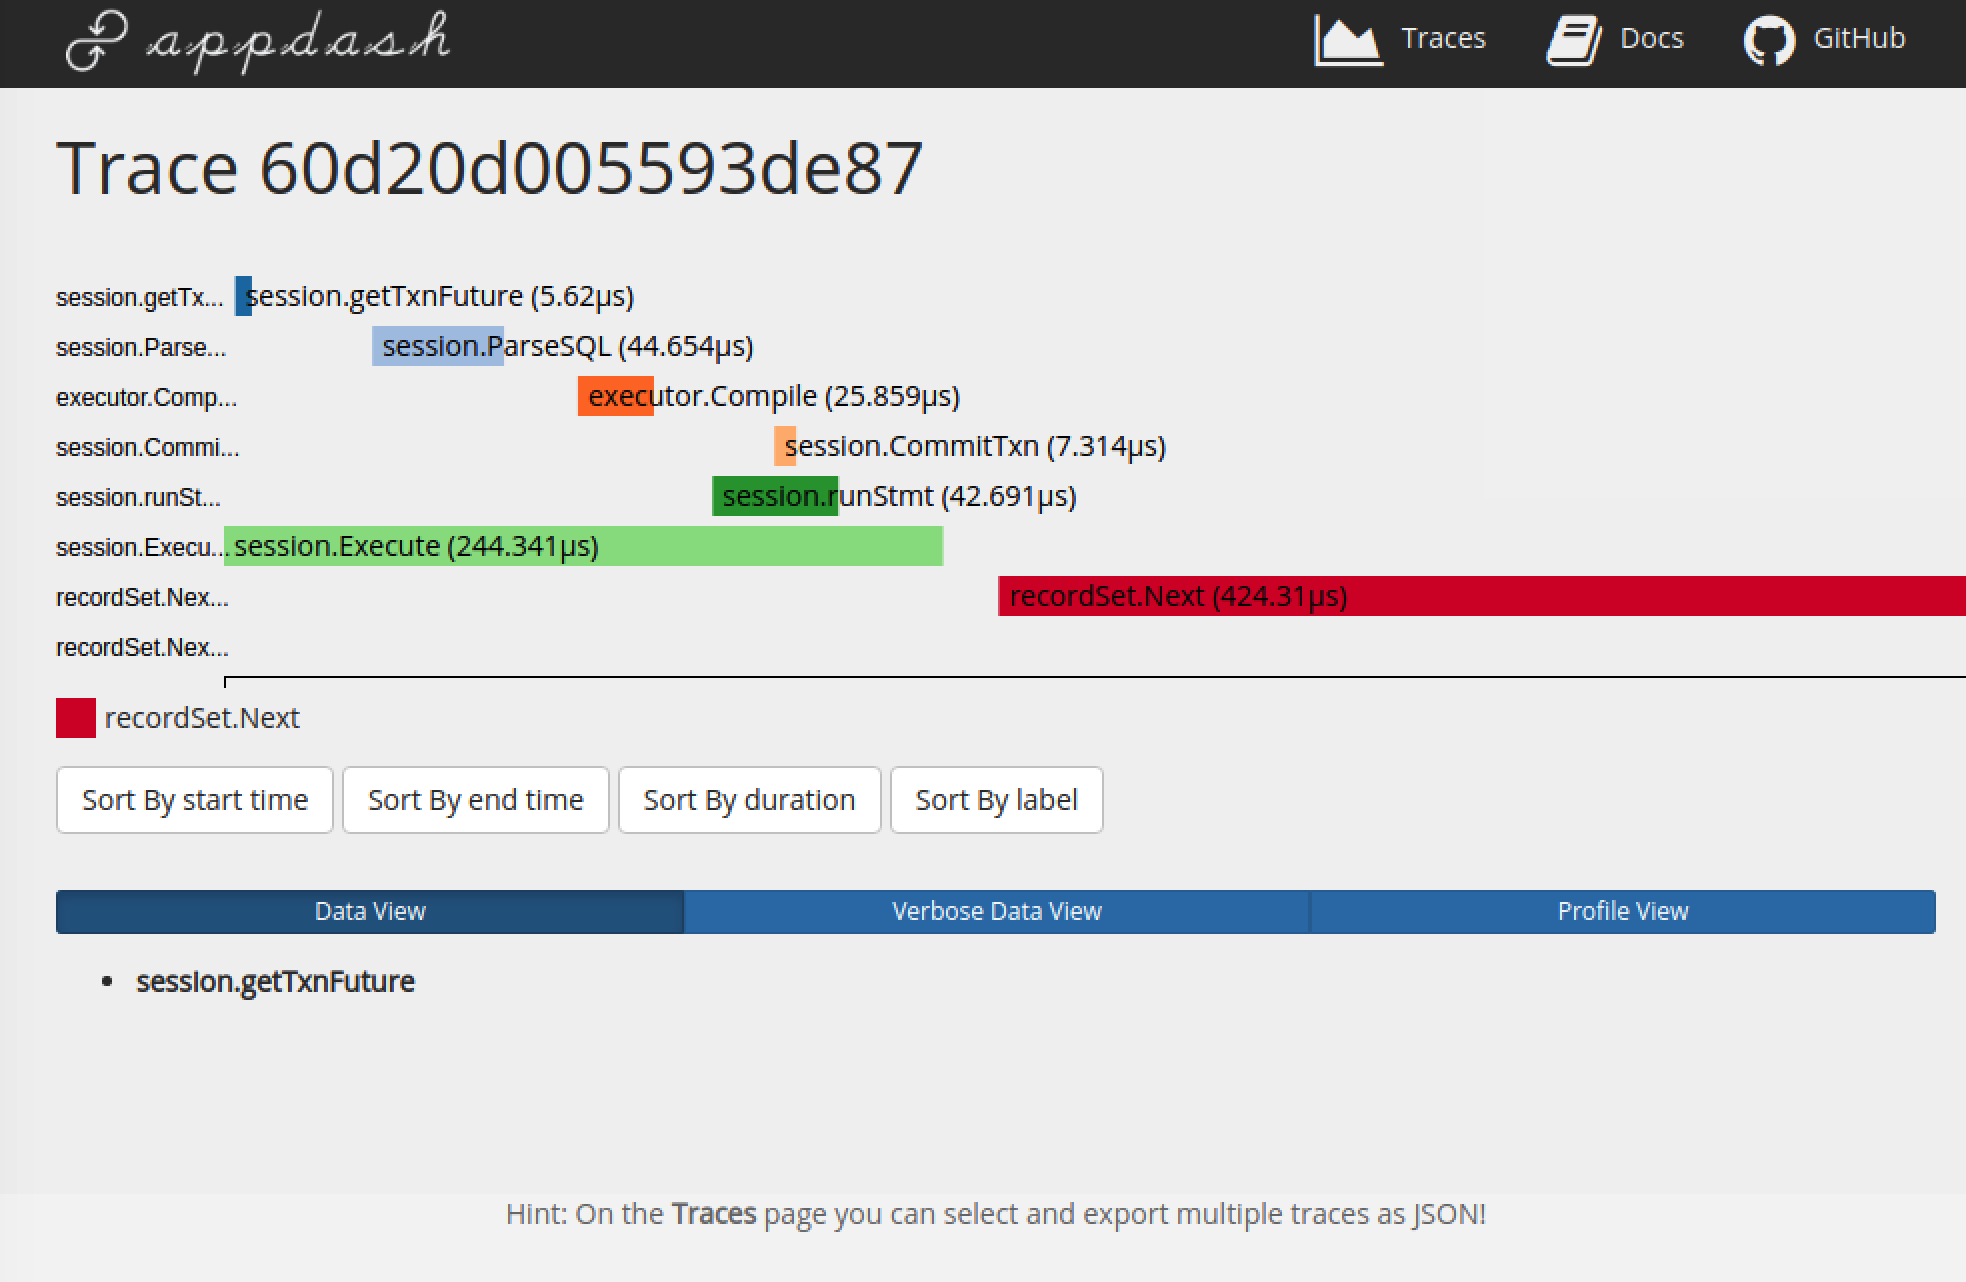 appdash Traces Docs GitHub
Trace 60d20d005593de87
session.getTx... session.getTxnFuture (5.62µs)
session.Parse... session.ParseSQL (44.654µs)
executor.Comp... executor.Compile (25.859µs)
session.Commi... session.CommitTxn (7.314µs)
session.runSt... session.runStmt (42.691µs)
session.Execu... session.Execute (244.341µs)
recordSet.Nex... recordSet.Next (424.31µs)
recordSet.Nex...
recordSet.Next
Sort By start time Sort By end time Sort By duration Sort By label
Data View Verbose Data View Profile View
• session.getTxnFuture
Hint: On the Traces page you can select and export multiple traces as JSON!